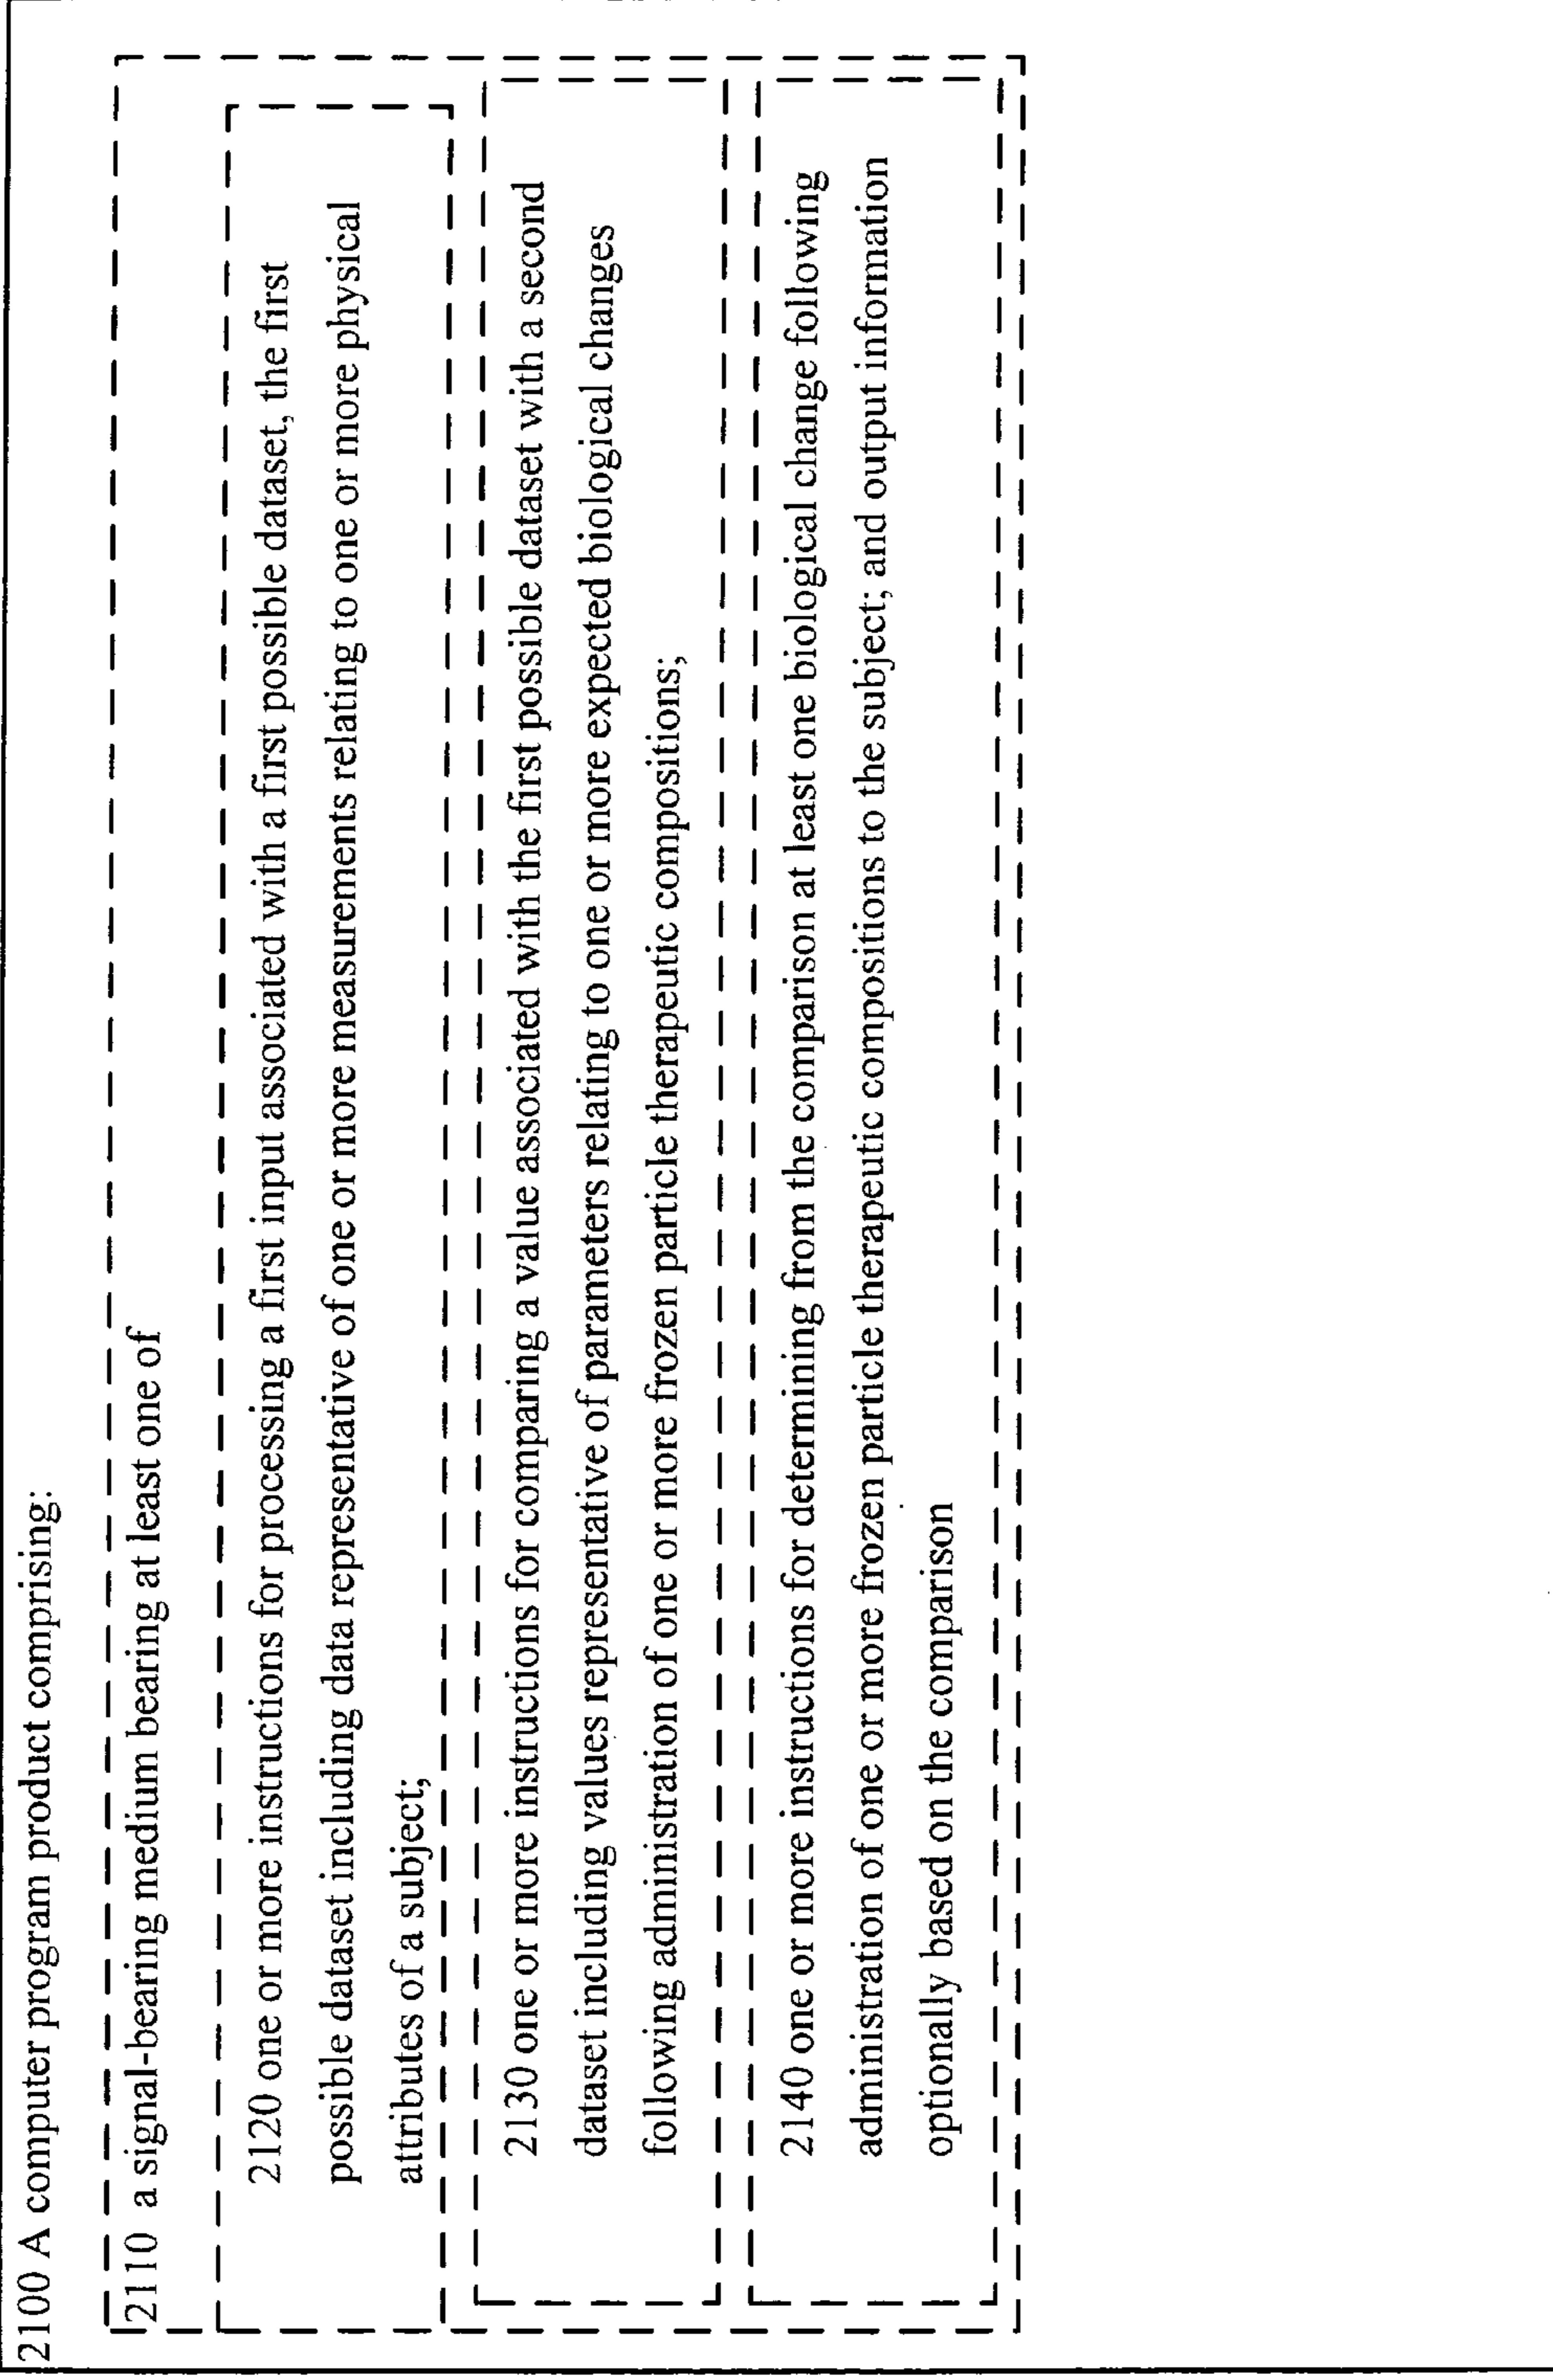 2100 A computer program product comprising:
2110 a signal-bearing medium bearing at least one of
2120 one or more instructions for processing a first input associated with a first possible dataset, the first
possible dataset including data representative of one or more measurements relating to one or more physical
attributes of a subject;
2130 one or more instructions for comparing a value associated with the first possible dataset with a second
dataset including values representative of parameters relating to one or more expected biological changes
following administration of one or more frozen particle therapeutic compositions;
2140 one or more instructions for determining from the comparison at least one biological change following
administration of one or more frozen particle therapeutic compositions to the subject; and output information
optionally based on the comparison